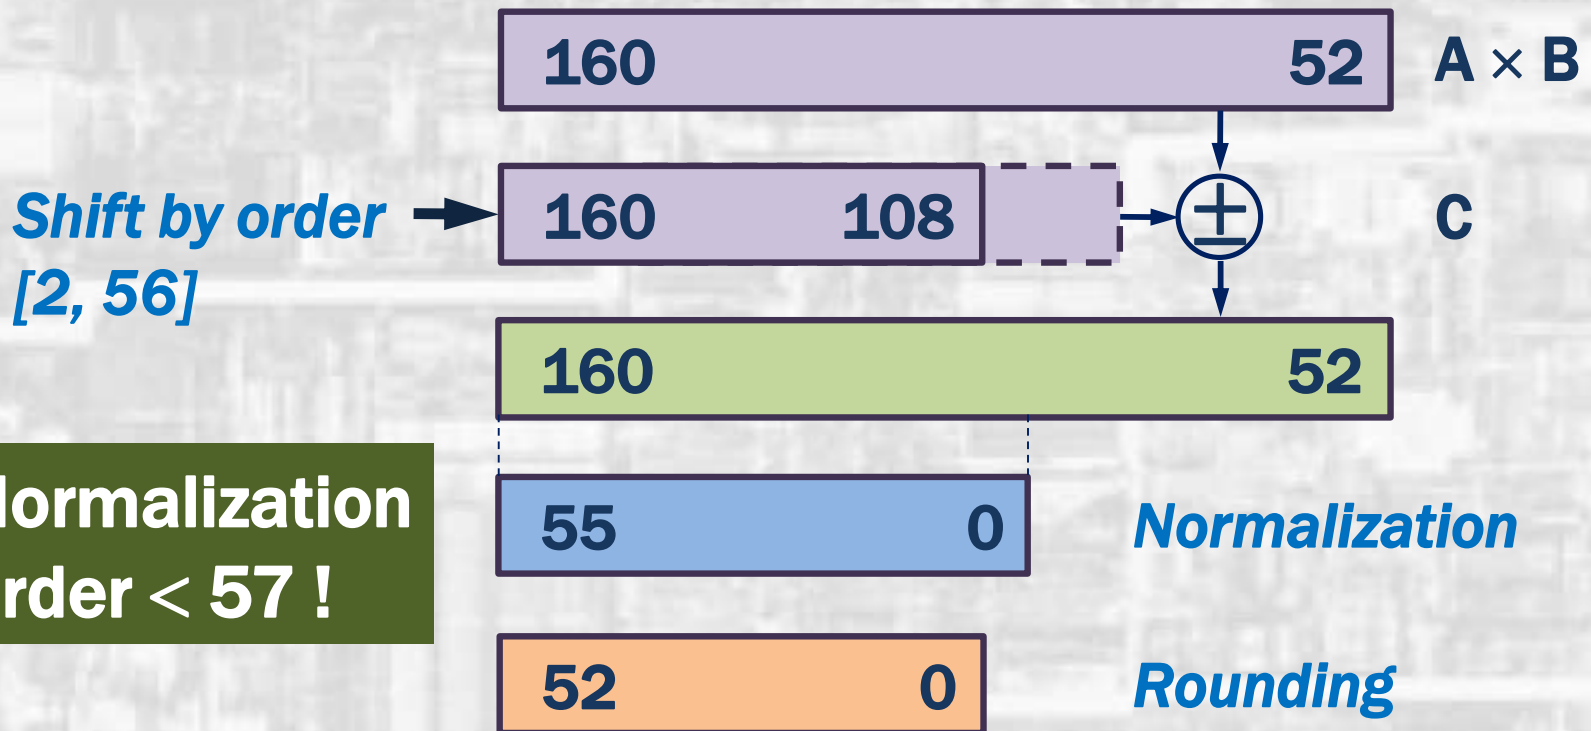 160 52 A × B
Shift by order
[2, 56]
160 108 ± C
160 52
ormalization
rder < 57 !
55 0 Normalization
52 0 Rounding